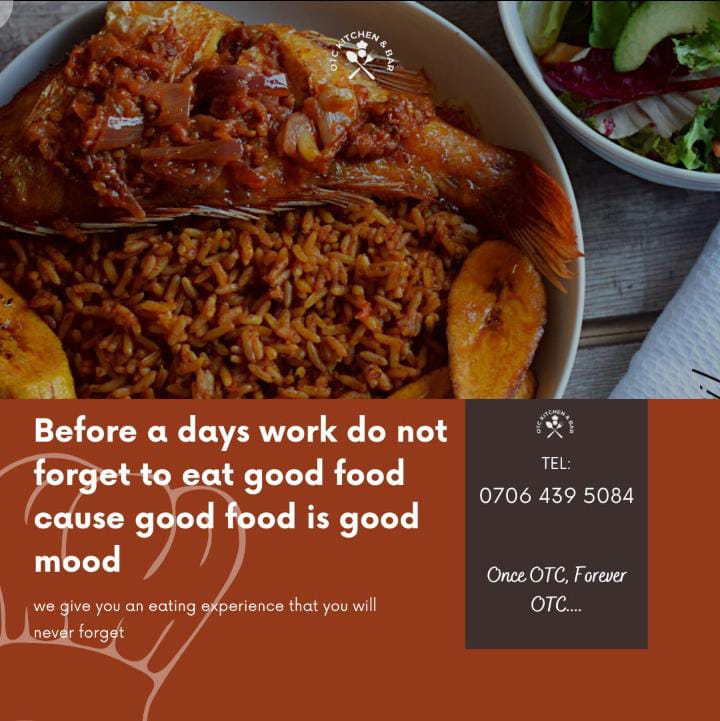 OTC KITCHEN & BAR
Before a days work do not
forget to eat good food
cause good food is good
mood
we give you an eating experience that you will
never forget
OTC KITCHEN & BAR
TEL:
0706 439 5084
Once OTC, Forever
OTC....